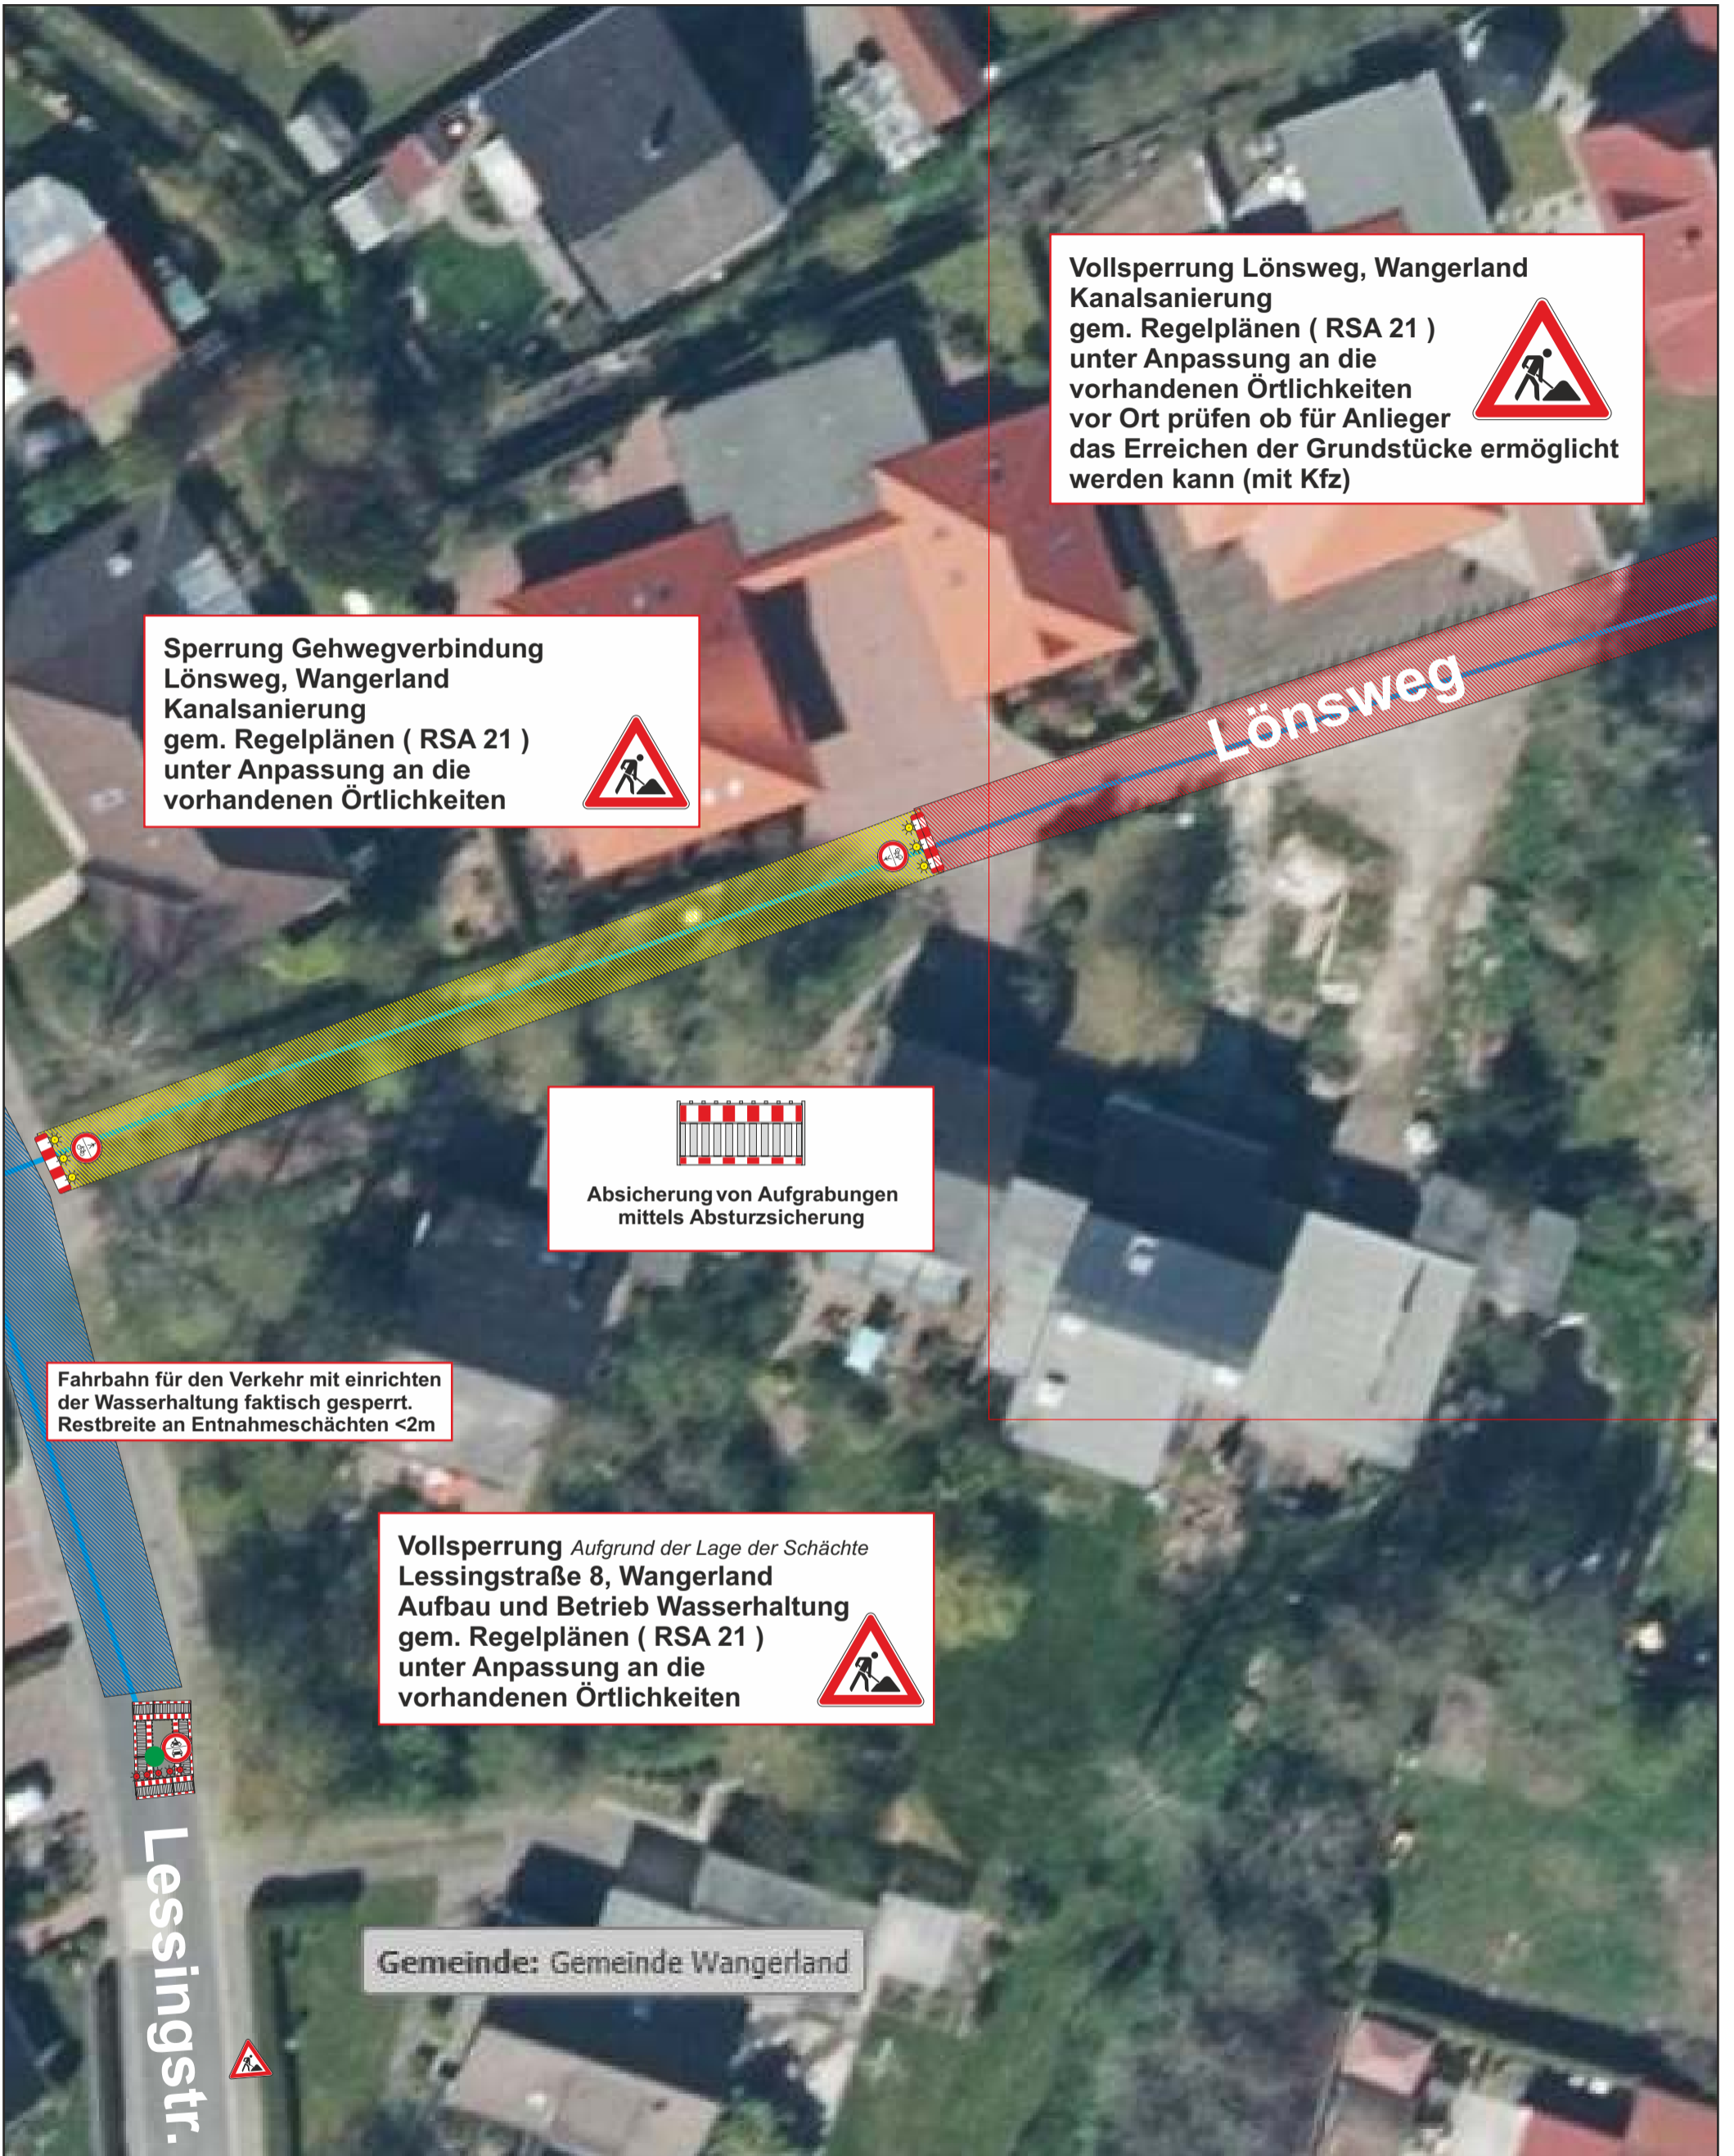 Vollsperrung Lönsweg, Wangerland
Kanalsanierung
gem. Regelplänen ( RSA 21 )
unter Anpassung an die
vorhandenen Örtlichkeiten
vor Ort prüfen ob für Anlieger
das Erreichen der Grundstücke ermöglicht
werden kann (mit Kfz)
Sperrung Gehwegverbindung
Lönsweg, Wangerland
Kanalsanierung
gem. Regelplänen ( RSA 21 )
unter Anpassung an die
vorhandenen Örtlichkeiten
Lönsweg
Absicherung von Aufgrabungen
mittels Absturzsicherung
Fahrbahn für den Verkehr mit einrichten
der Wasserhaltung faktisch gesperrt.
Restbreite an Entnahmeschächten <2m
Vollsperrung Aufgrund der Lage der Schächte
Lessingstraße 8, Wangerland
Aufbau und Betrieb Wasserhaltung
gem. Regelplänen ( RSA 21 )
unter Anpassung an die
vorhandenen Örtlichkeiten
Lessingstr.
Gemeinde: Gemeinde Wangerland